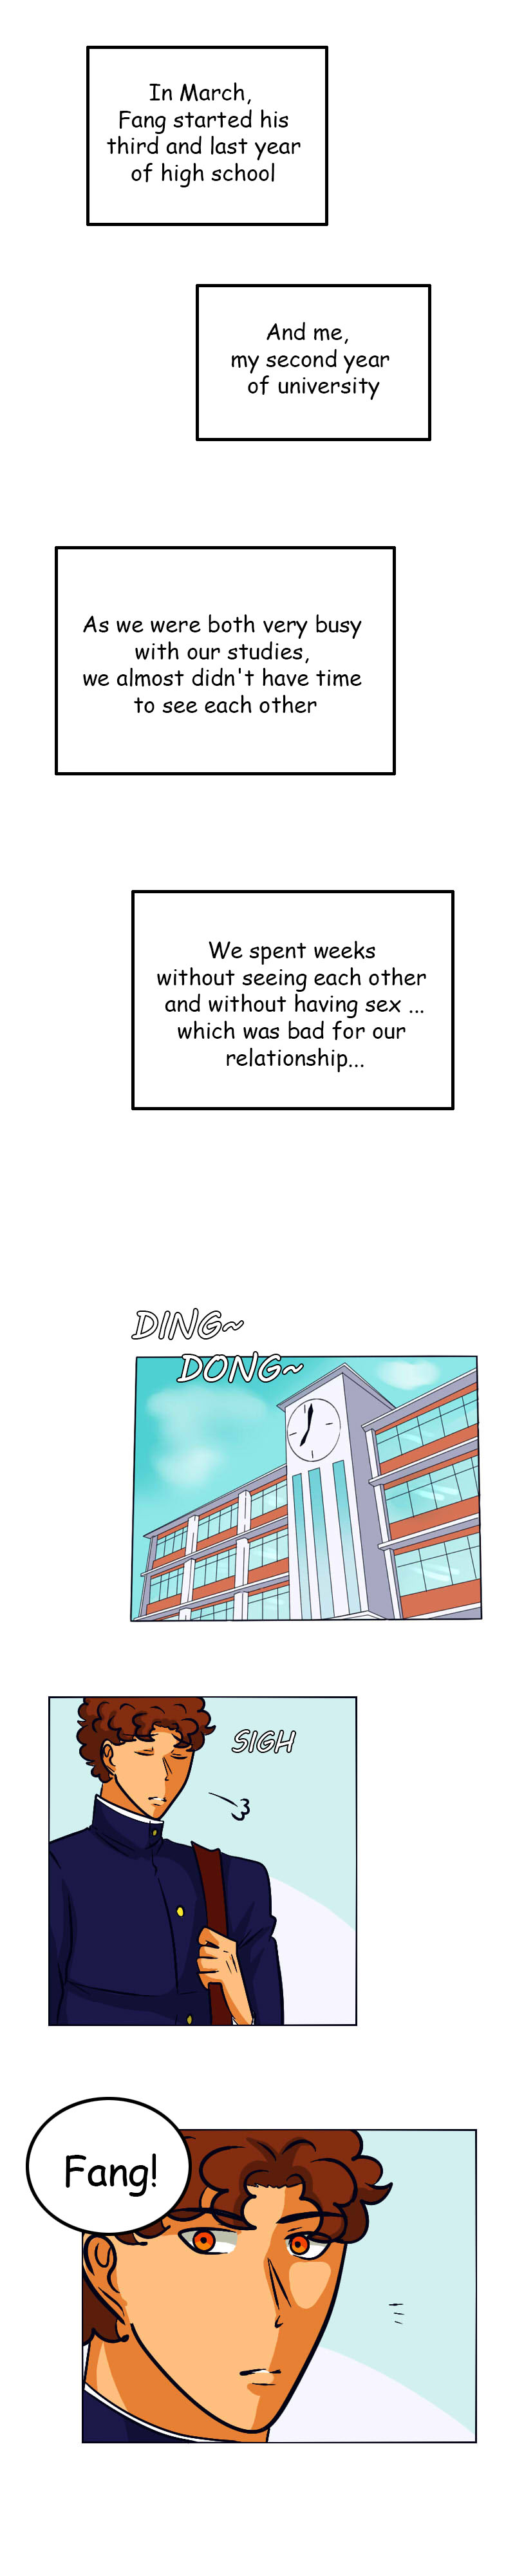 In March,
Fang started his
third and last year
of high school
And me,
my second year
of university
As we were both very busy
with our studies,
we almost didn't have time
to see each other
We spent weeks
without seeing each other
and without having sex ...
which was bad for our
relationship...
DING~
DONG~
SIGH
Fang!